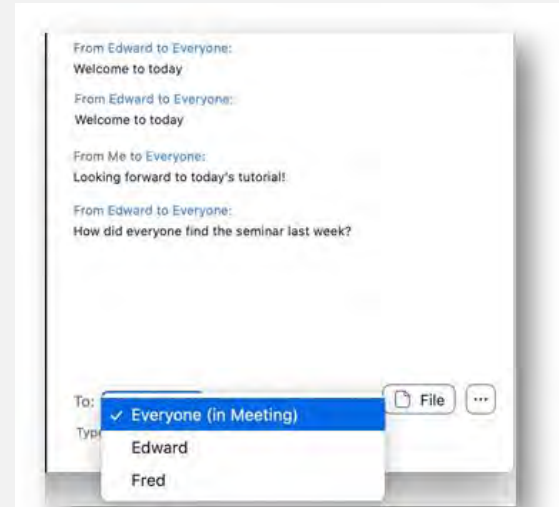 From Edward to Everyone:
Welcome to today
From Edward to Everyone:
Welcome to today
From Me to Everyone:
Looking forward to today's tutorial!
From Edward to Everyone:
How did everyone find the seminar last week?
To:
✓ Everyone (in Meeting)
File
...
Edward
Fred